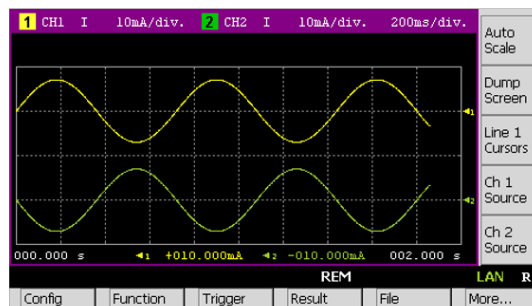 1 CH1 I 10mA/div. 2 CH2 I 10mA/div. 200ms/div.
Auto
Scale
Dump
Screen
Line 1
Cursors
Ch 1
Source
Ch 2
Source
1
2
000.000 s 1 +010.000mA 2 -010.000mA 002.000 s
REM LAN R
Config Function Trigger Result File More...